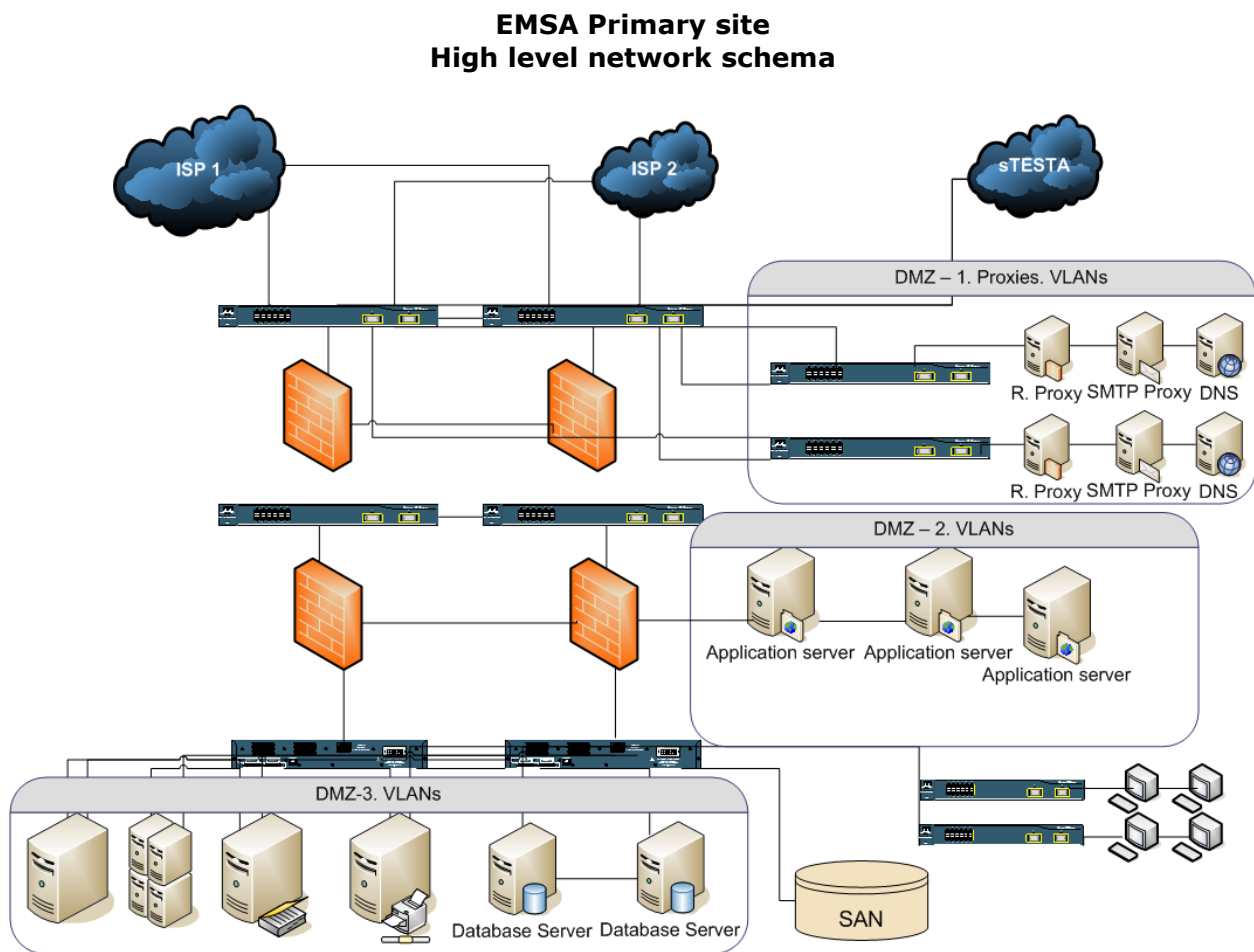 EMSA Primary site
High level network schema
ISP 1
ISP 2
sTESTA
DMZ – 1. Proxies. VLANs
R. Proxy
SMTP Proxy
DNS
R. Proxy
SMTP Proxy
DNS
DMZ – 2. VLANs
Application server
Application server
Application server
DMZ-3. VLANs
Database Server
Database Server
SAN